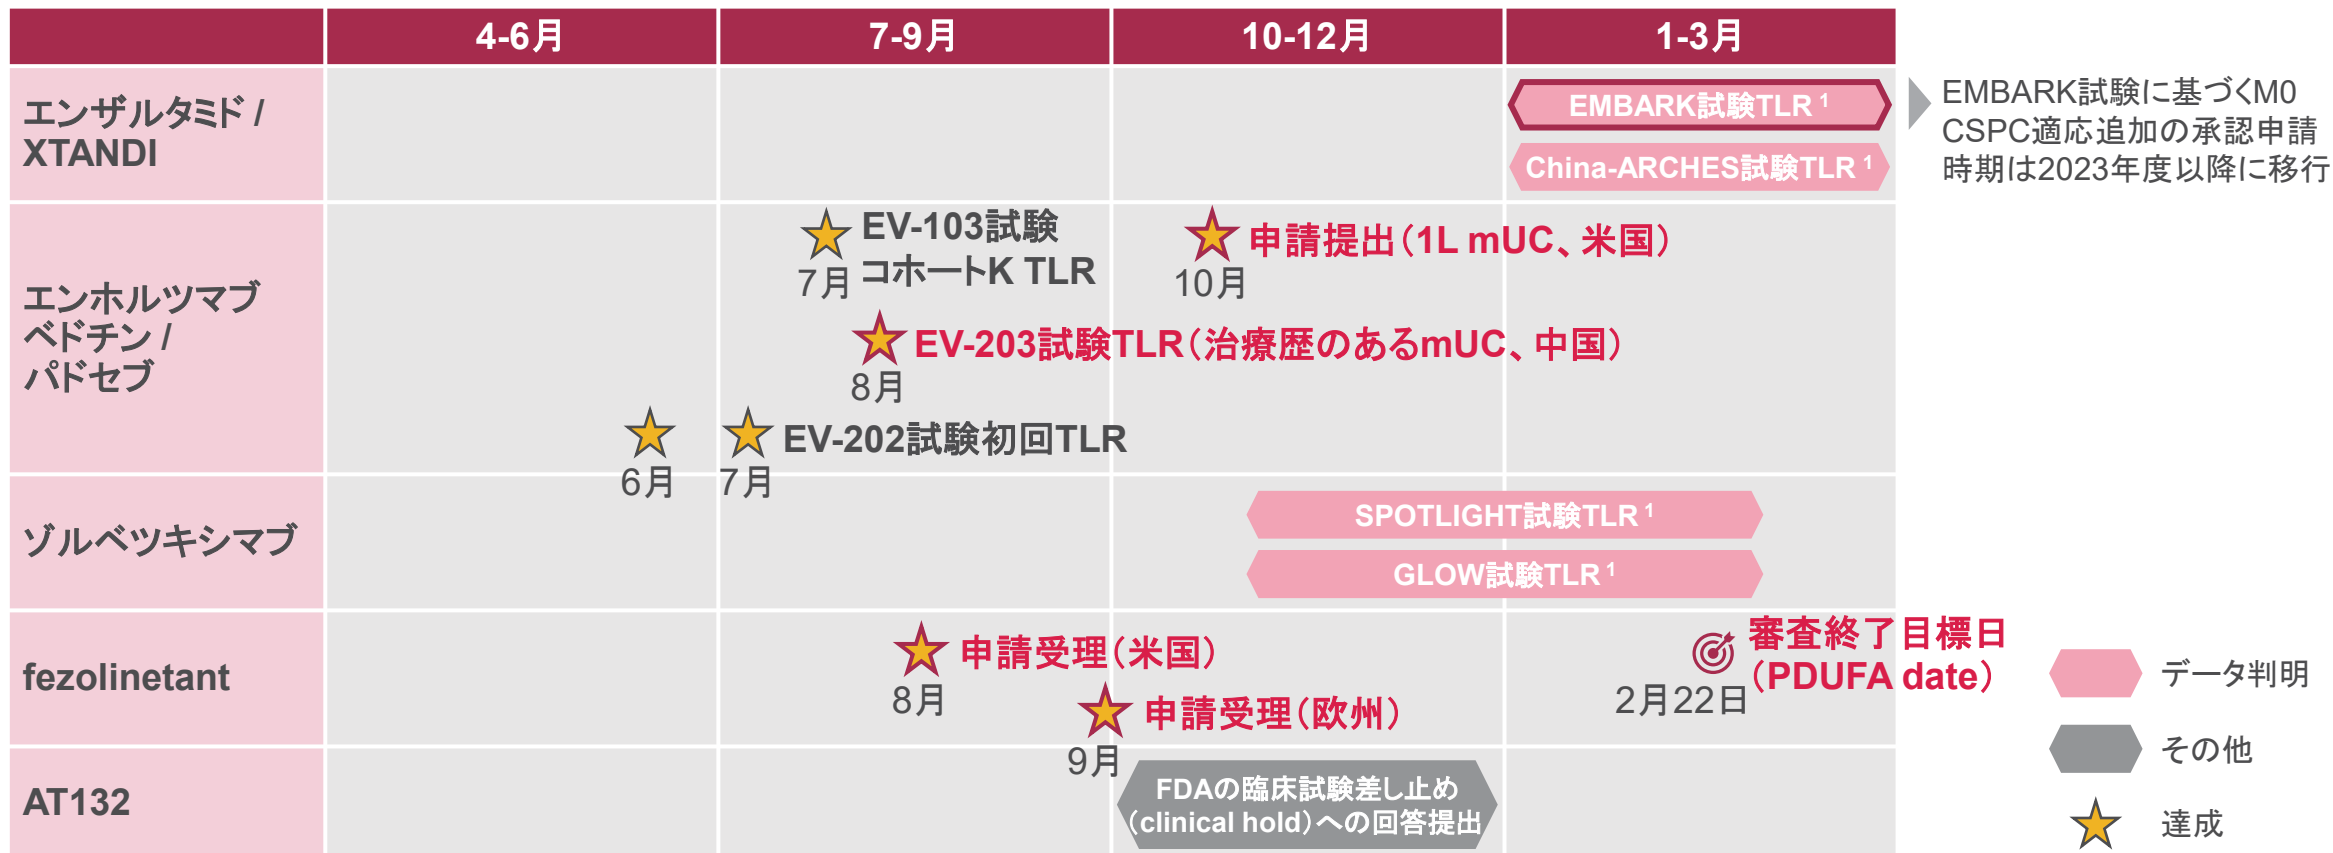 4-6月
7-9月
10-12月
1-3月
エンザルタミド /
XTANDI
EMBARK試験TLR 1
China-ARCHES試験TLR 1
EMBARK試験に基づくM0
CSPC適応追加の承認申請
時期は2023年度以降に移行
エンホルツマブ
ベドチン /
パドセブ
EV-103試験
コホートK TLR
7月
申請提出（1L mUC、米国）
10月
EV-203試験TLR（治療歴のあるmUC、中国）
8月
EV-202試験初回TLR
6月
7月
ゾルベツキシマブ
SPOTLIGHT試験TLR 1
GLOW試験TLR 1
fezolinetant
申請受理（米国）
8月
申請受理（欧州）
9月
審査終了目標日
（PDUFA date）
2月22日
AT132
FDAの臨床試験差し止め
（clinical hold）への回答提出
データ判明
その他
達成